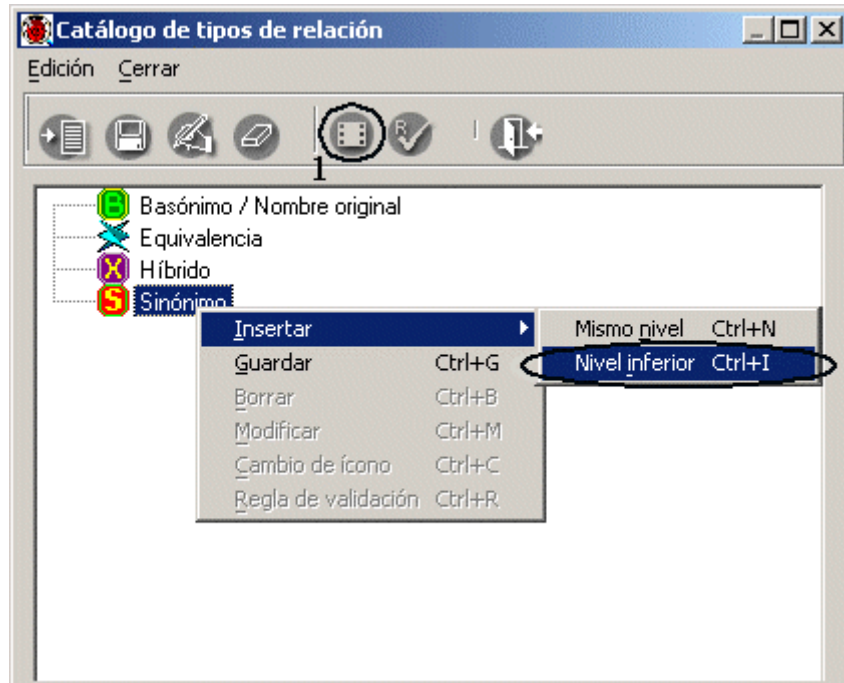 Catálogo de tipos de relación
Edición Cerrar
R
1
B Basónimo / Nombre original
Equivalencia
X Híbrido
S Sinónimo
Insertar
Mismo nivel Ctrl+N
Guardar Ctrl+G
Nivel inferior Ctrl+I
Borrar Ctrl+B
Modificar Ctrl+M
Cambio de ícono Ctrl+C
Regla de validación Ctrl+R